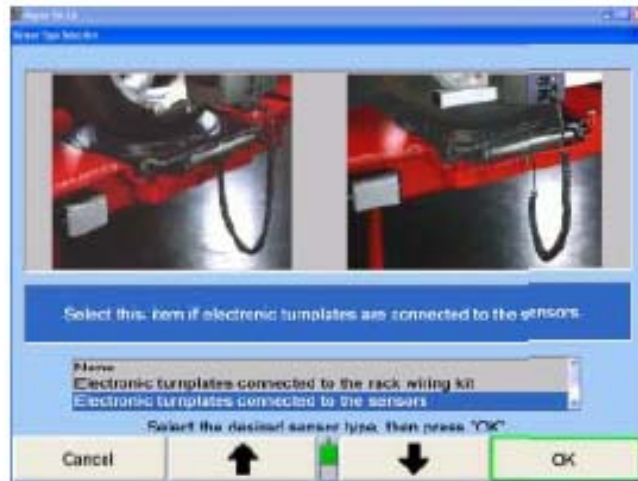 Select this item if electronic turnplates are connected to the sensors.
None
Electronic turnplates connected to the rack wiring kit
Electronic turnplates connected to the sensors
Select the desired sensor type, then press "OK"
Cancel
OK